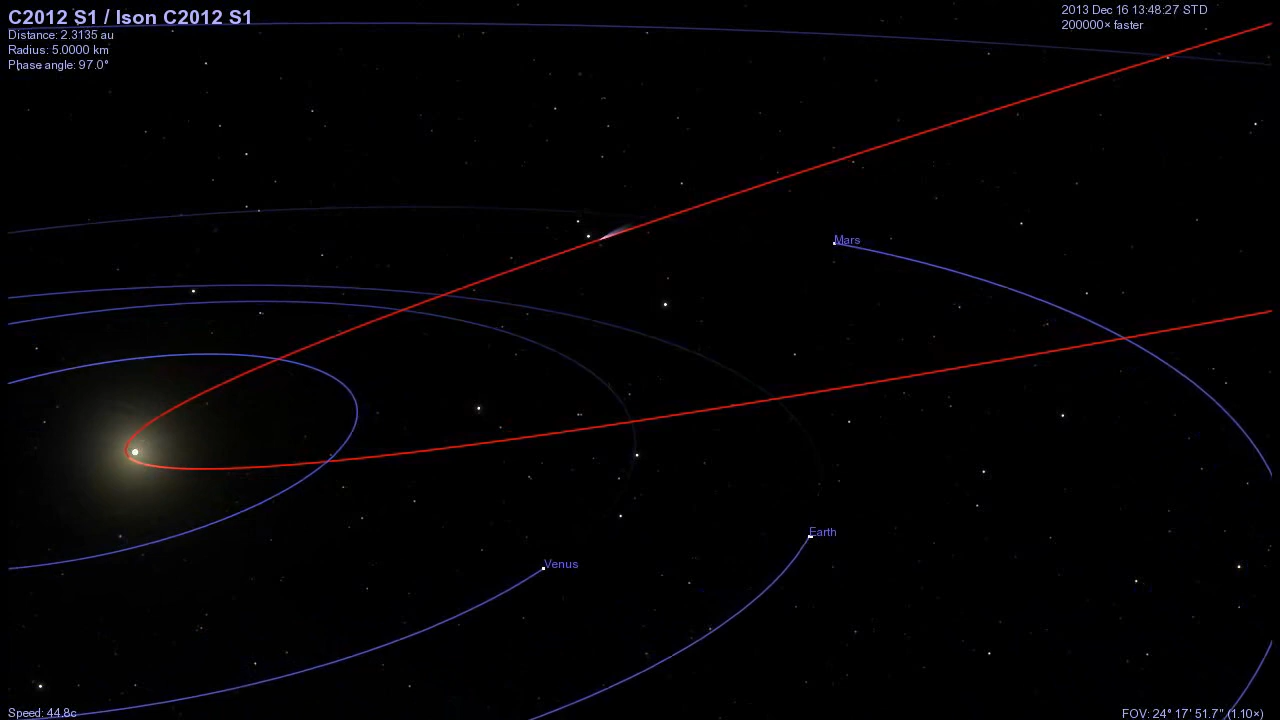 C2012 S1 / Ison C2012 S1
Distance: 2.3135 au
Radius: 5.0000 km
Phase angle: 97.0°
2013 Dec 16 13:48:27 STD
200000× faster
Mars
Earth
Venus
Speed: 44.8c
FOV: 24° 17' 51.7" (1.10×)